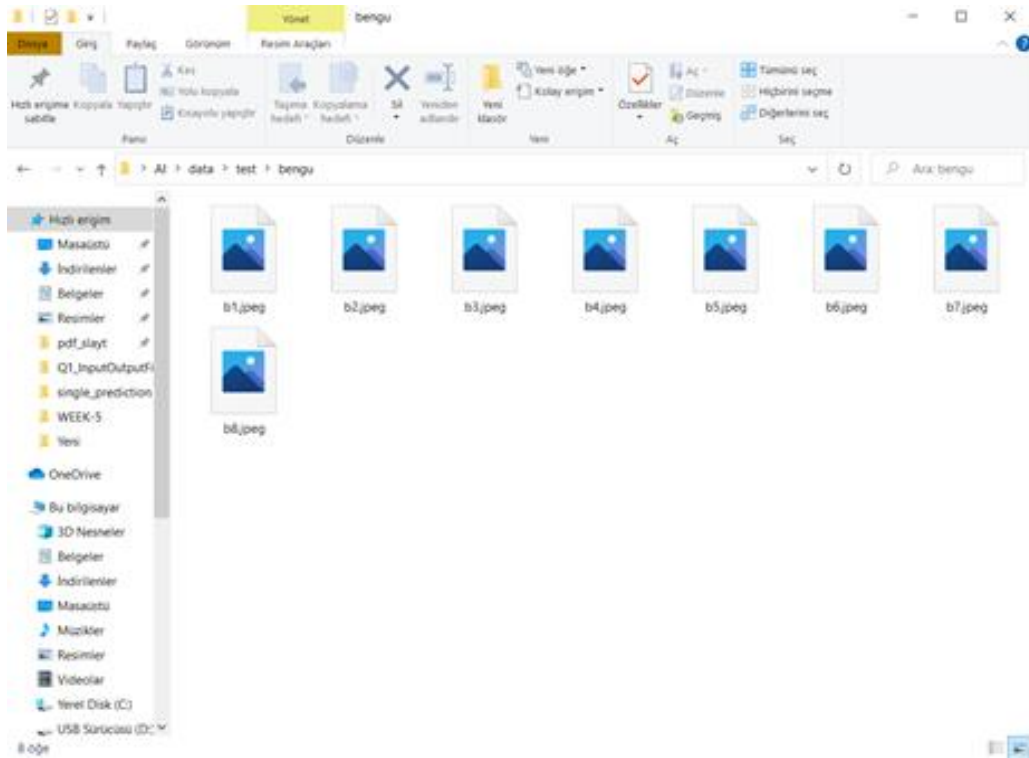 Yönet bengu
Dosya Giriş Paylaş Görünüm Resim Araçları
Hızlı erişime sabitle
Kopyala
Yapıştır
Kes
Yolu kopyala
Kısayolu yapıştır
Pano
Taşıma hedefi
Kopyalama hedefi
Sil
Yeniden adlandır
Düzenle
Yeni klasör
Yeni öğe
Kolay erişim
Yeni
Özellikler
Aç
Düzenle
Geçmiş
Aç
Tümünü seç
Hiçbirini seçme
Diğerlerini seç
Seç
AI > data > test > bengu
Ara: bengu
Hızlı erişim
Masaüstü
İndirilenler
Belgeler
Resimler
pdf_slayt
Q1_InputOutputFi
single_prediction
WEEK-5
Yeni
OneDrive
Bu bilgisayar
3D Nesneler
Belgeler
İndirilenler
Masaüstü
Müzikler
Resimler
Videolar
Yerel Disk (C:)
USB Sürücüsü (D:
b1.jpeg b2.jpeg b3.jpeg b4.jpeg b5.jpeg b6.jpeg b7.jpeg
b8.jpeg
8 öğe